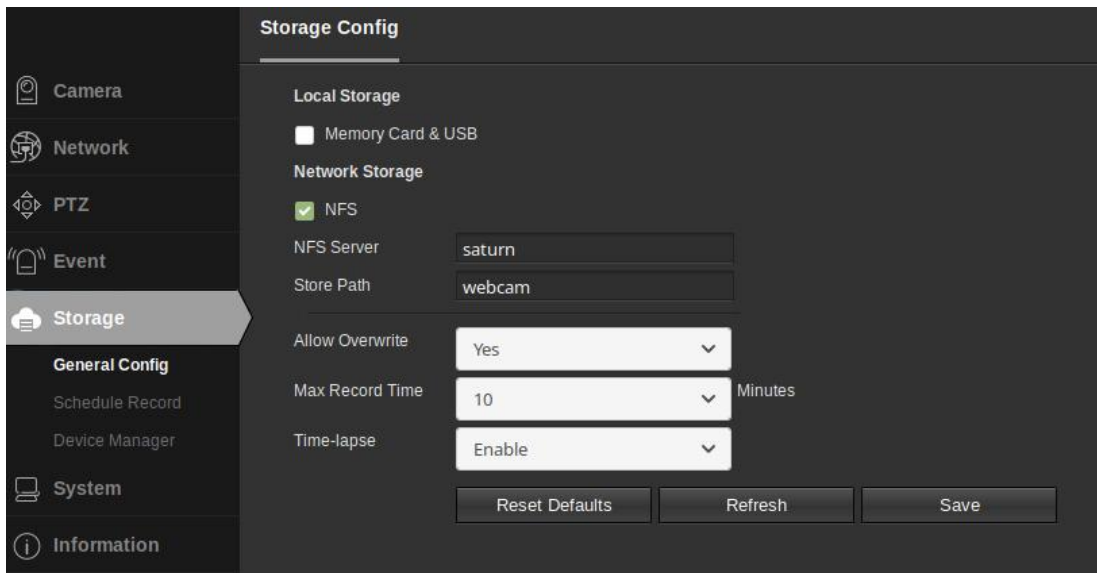 Storage Config
Camera
Network
PTZ
Event
Storage
General Config
Schedule Record
Device Manager
System
Information
Local Storage
Memory Card & USB
Network Storage
NFS
NFS Server saturn
Store Path webcam
Allow Overwrite Yes
Max Record Time 10 Minutes
Time-lapse Enable
Reset Defaults Refresh Save